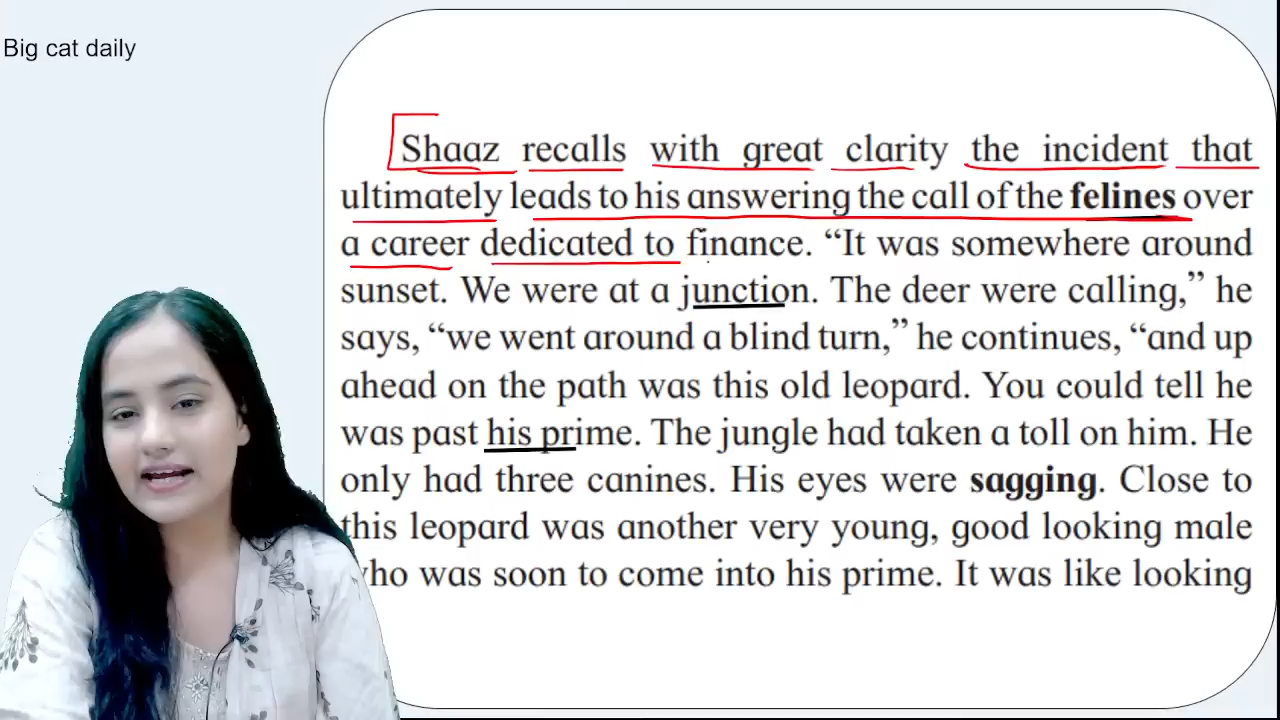 Big cat daily
Shaaz recalls with great clarity the incident that
ultimately leads to his answering the call of the felines over
a career dedicated to finance. “It was somewhere around
sunset. We were at a junction. The deer were calling,” he
says, “we went around a blind turn,” he continues, “and up
ahead on the path was this old leopard. You could tell he
was past his prime. The jungle had taken a toll on him. He
only had three canines. His eyes were sagging. Close to
this leopard was another very young, good looking male
who was soon to come into his prime. It was like looking